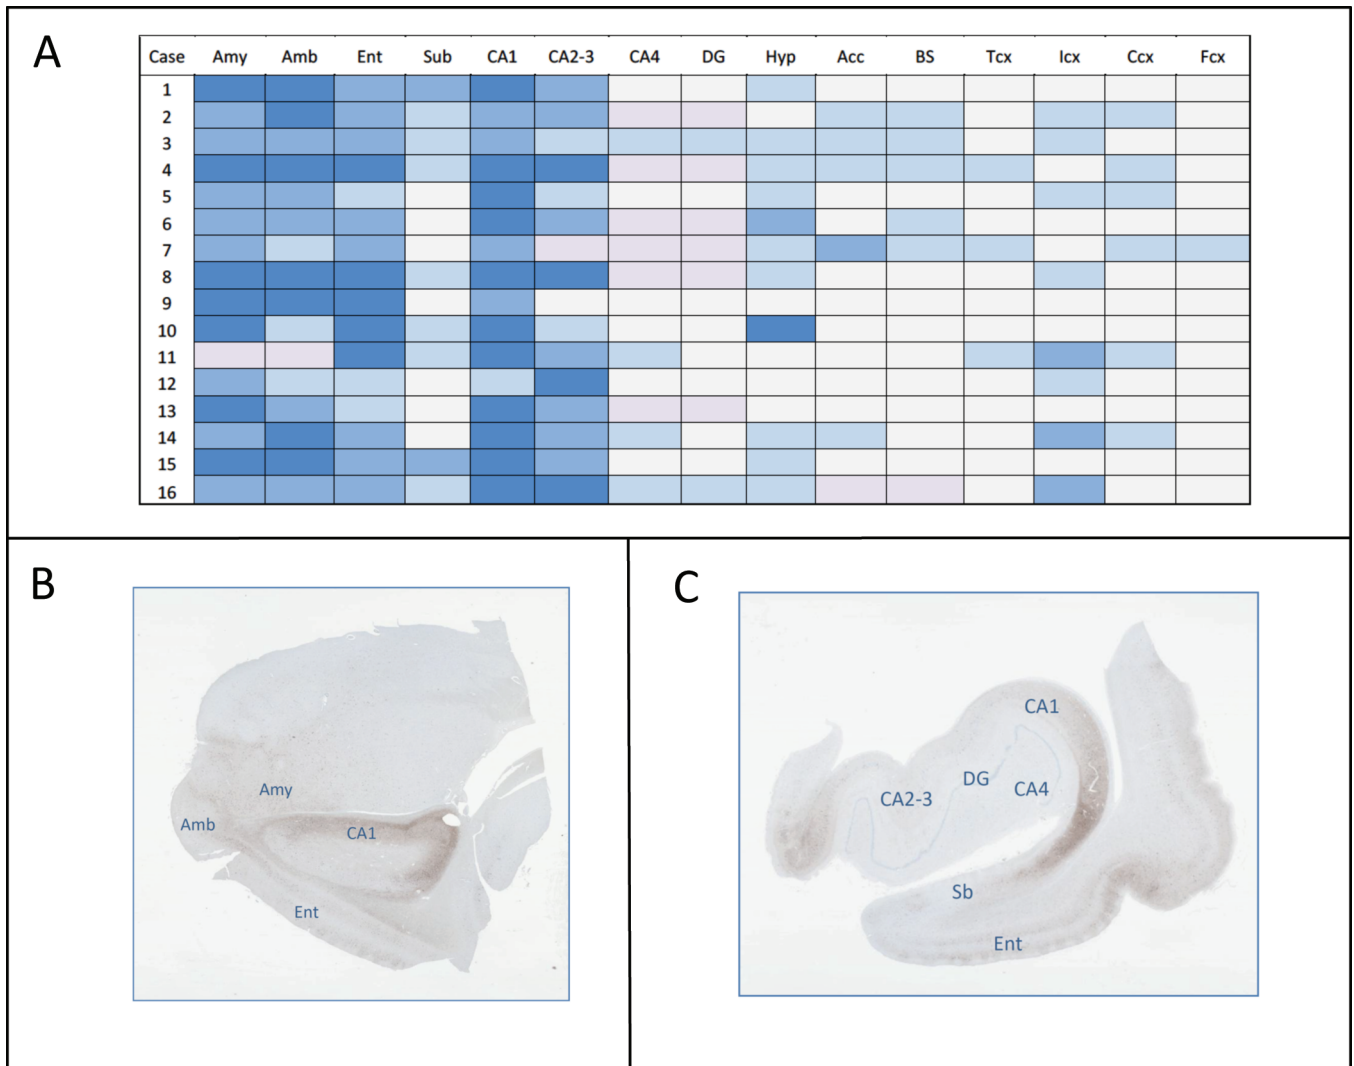 A
Case Amy Amb Ent Sub CA1 CA2-3 CA4 DG Hyp Acc BS Tcx Icx Ccx Fcx
1
2
3
4
5
6
7
8
9
10
11
12
13
14
15
16
B
Amy
Amb
CA1
Ent
C
CA1
DG
CA4
CA2-3
Sb
Ent